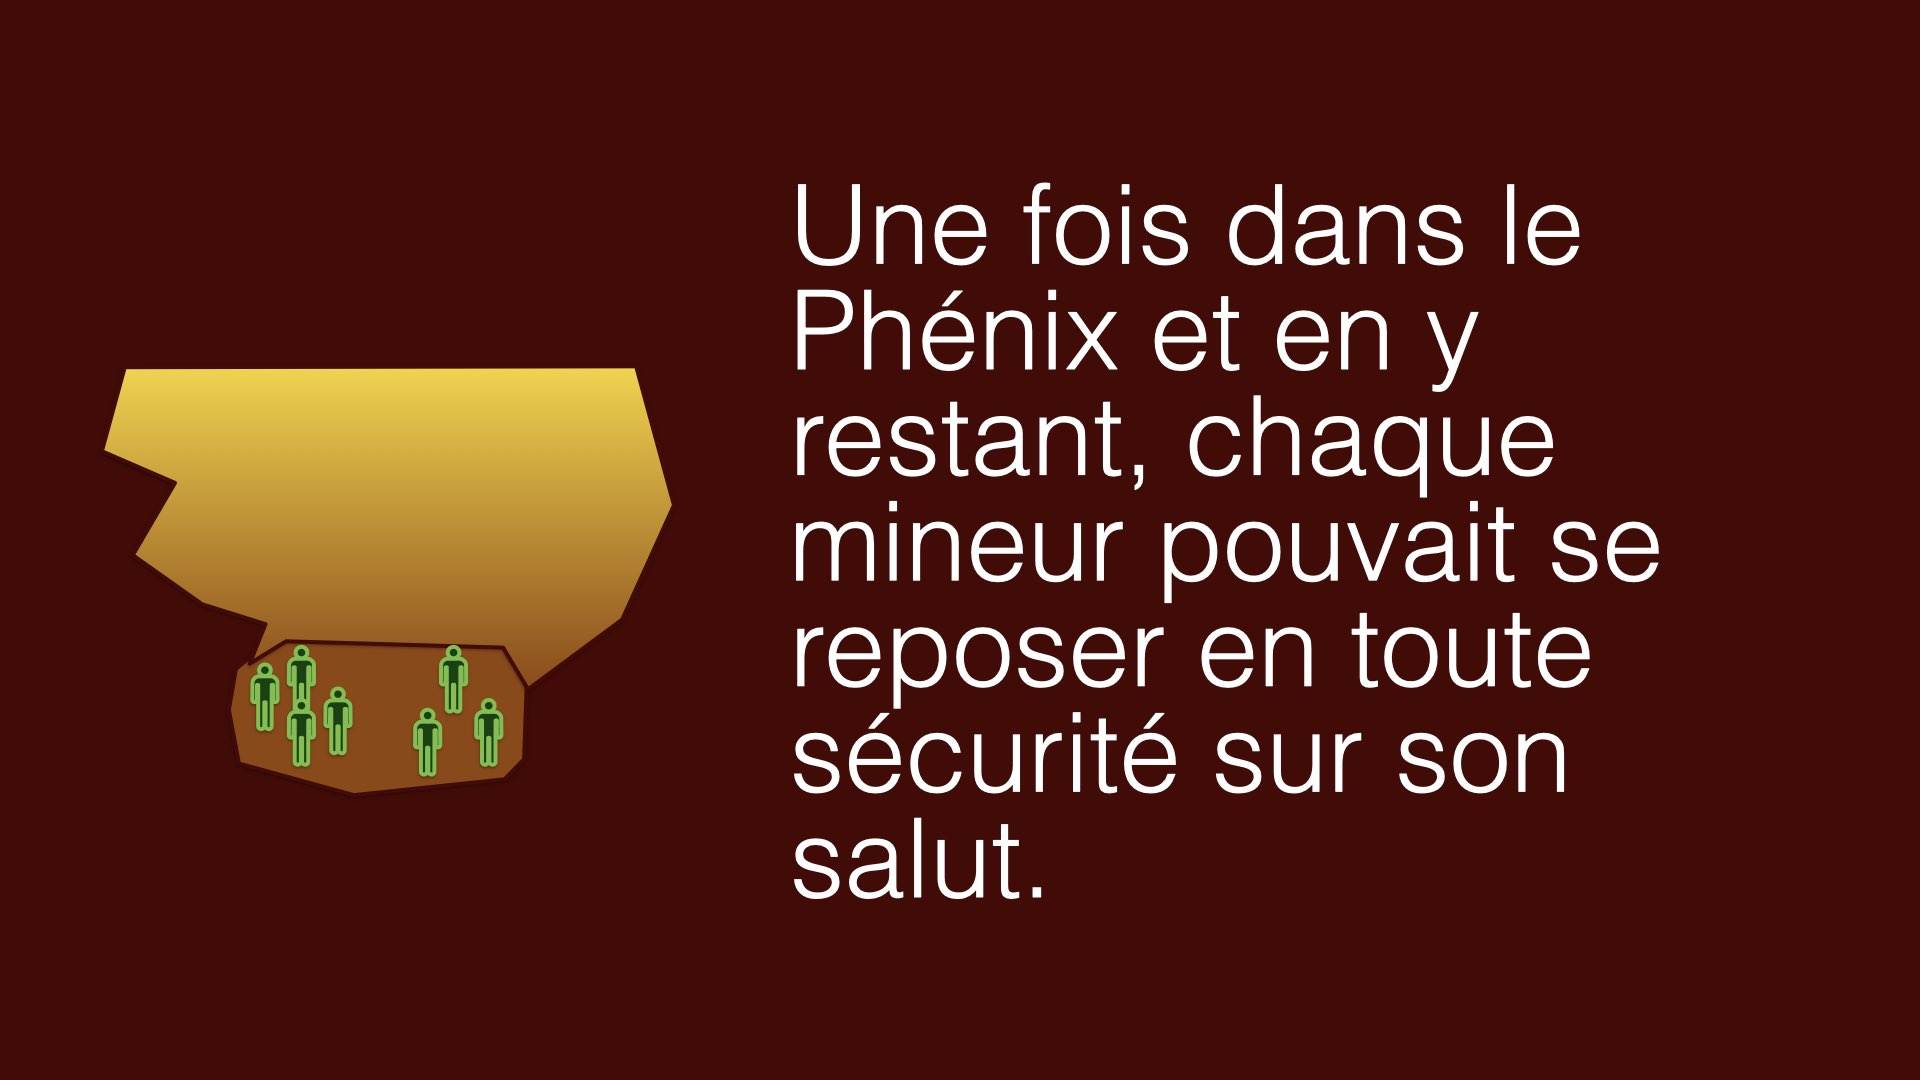 Une fois dans le
Phénix et en y
restant, chaque
mineur pouvait se
reposer en toute
sécurité sur son
salut.